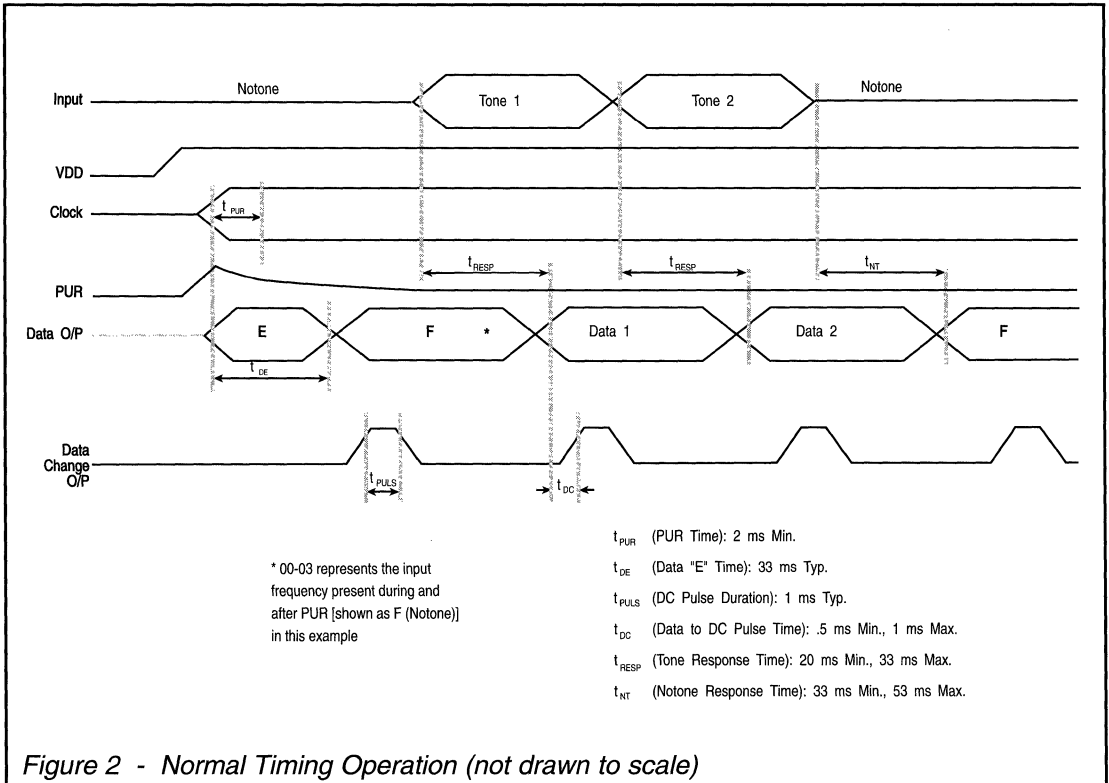 Input
Notone
Tone 1
Tone 2
Notone
VDD
Clock
t PUR
PUR
t RESP
t RESP
t NT
Data O/P
E
F *
Data 1
Data 2
F
t DE
Data
Change
O/P
t PULS
t DC
* 00-03 represents the input
frequency present during and
after PUR [shown as F (Notone)]
in this example
t PUR (PUR Time): 2 ms Min.
t DE (Data "E" Time): 33 ms Typ.
t PULS (DC Pulse Duration): 1 ms Typ.
t DC (Data to DC Pulse Time): .5 ms Min., 1 ms Max.
t RESP (Tone Response Time): 20 ms Min., 33 ms Max.
t NT (Notone Response Time): 33 ms Min., 53 ms Max.
Figure 2 - Normal Timing Operation (not drawn to scale)